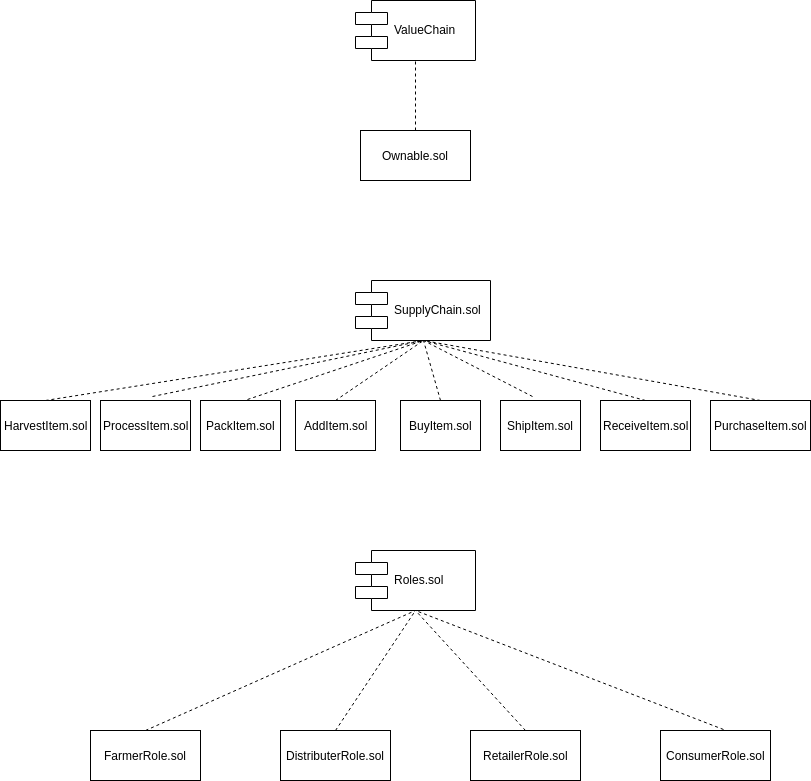 ValueChain
Ownable.sol
SupplyChain.sol
HarvestItem.sol
ProcessItem.sol
PackItem.sol
AddItem.sol
BuyItem.sol
ShipItem.sol
ReceiveItem.sol
PurchaseItem.sol
Roles.sol
FarmerRole.sol
DistributerRole.sol
RetailerRole.sol
ConsumerRole.sol